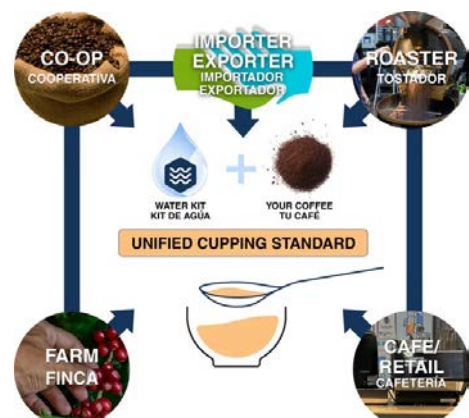 CO-OP
COOPERATIVA
IMPORTER
EXPORTER
IMPORTADOR
EXPORTADOR
ROASTER
TOSTADOR
WATER KIT
KIT DE AGÚA
YOUR COFFEE
TU CAFÉ
UNIFIED CUPPING STANDARD
FARM
FINCA
CAFE/
RETAIL
CAFETERÍA